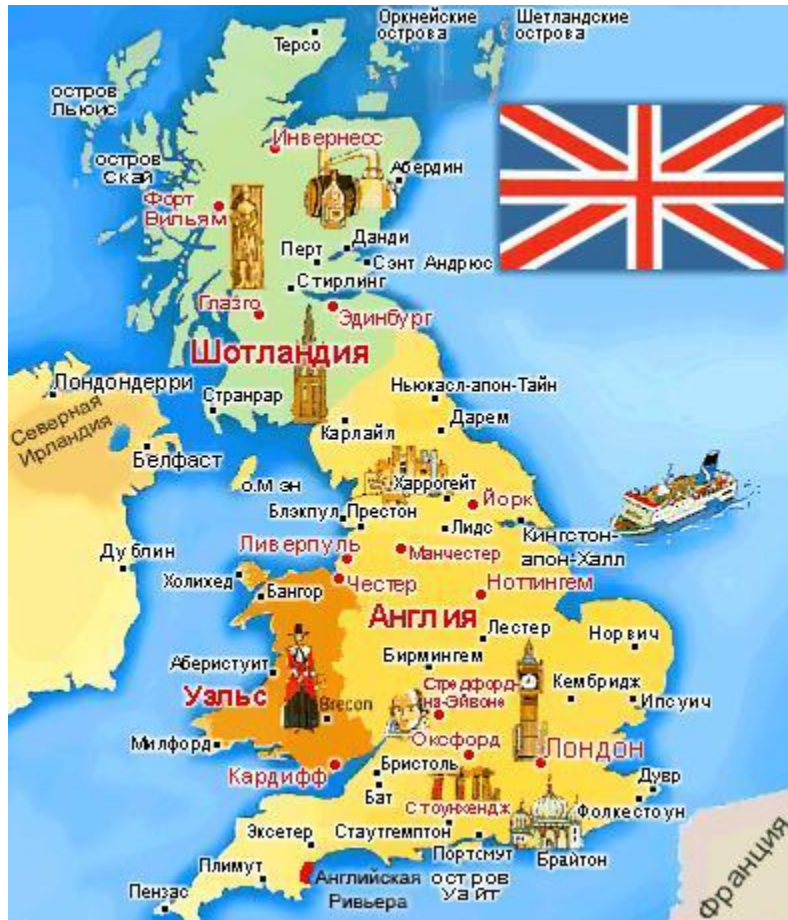 Оркнейские
острова
Шетландские
острова
Терсо
остров
Льюис
Инвернесс
остров
Скай
Абердин
Форт
Вильям
Данди
Перт
Сэнт Андрюс
Стирлинг
Глазго
Эдинбург
Шотландия
Лондондерри
Ньюкасл-апон-Тайн
Странрар
Северная
Ирландия
Карлайл
Дарем
Белфаст
о.Мэн
Харрогейт
Йорк
Блэкпул
Престон
Лидс
Кингстон-
апон-Халл
Дублин
Ливерпуль
Манчестер
Холихед
Честер
Ноттингем
Бангор
Англия
Лестер
Норвич
Аберистуит
Бирмингем
Уэльс
Стредфорд-
на-Эйвоне
Кембридж
Ипсуич
Brecon
Милфорд
Оксфорд
Лондон
Кардифф
Бристоль
Дувр
Бат
Стоунхендж
Фолкестоун
Эксетер
Стаутгемптон
Портсмут
Брайтон
Плимут
Английская
Ривьера
остров
Уайт
Пензас
Франция